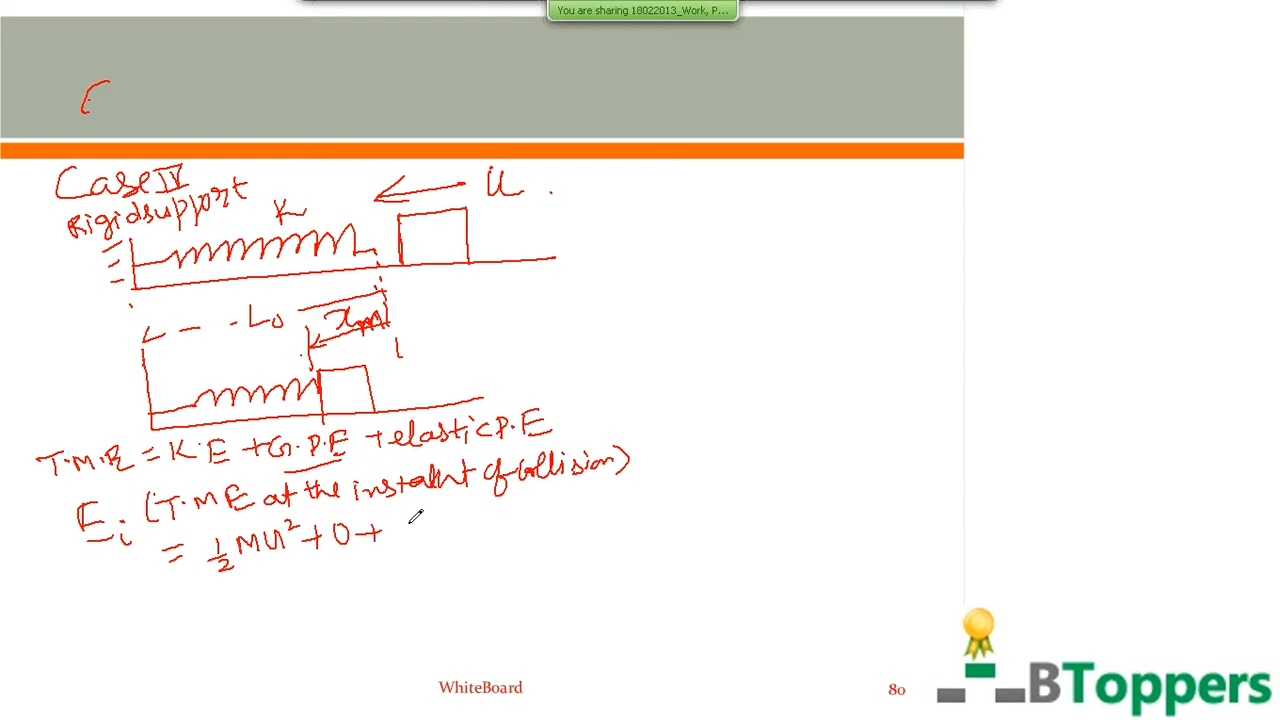 You are sharing 18022013_Work, P...
E
Case IV
Rigid support
K
U
L₀
xm
T.M.E = K.E + G.P.E + elastic P.E
Ei (T.M.E at the instant of collision)
= 1/2 MU² + 0 +
WhiteBoard
80
BToppers